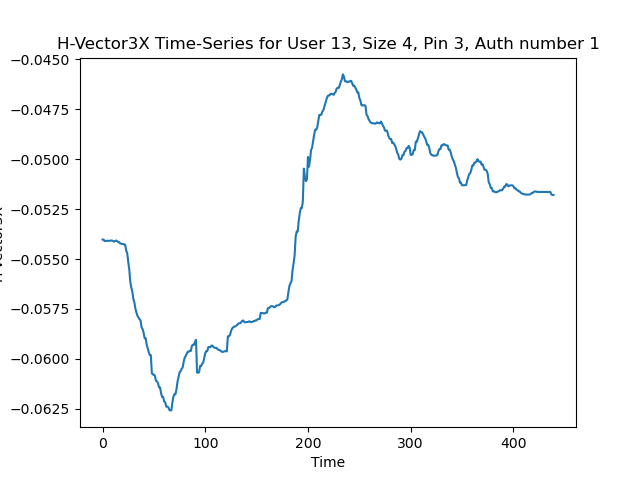 H-Vector3X Time-Series for User 13, Size 4, Pin 3, Auth number 1
−0.0450
−0.0475
−0.0500
−0.0525
−0.0550
−0.0575
−0.0600
−0.0625
0 100 200 300 400
Time